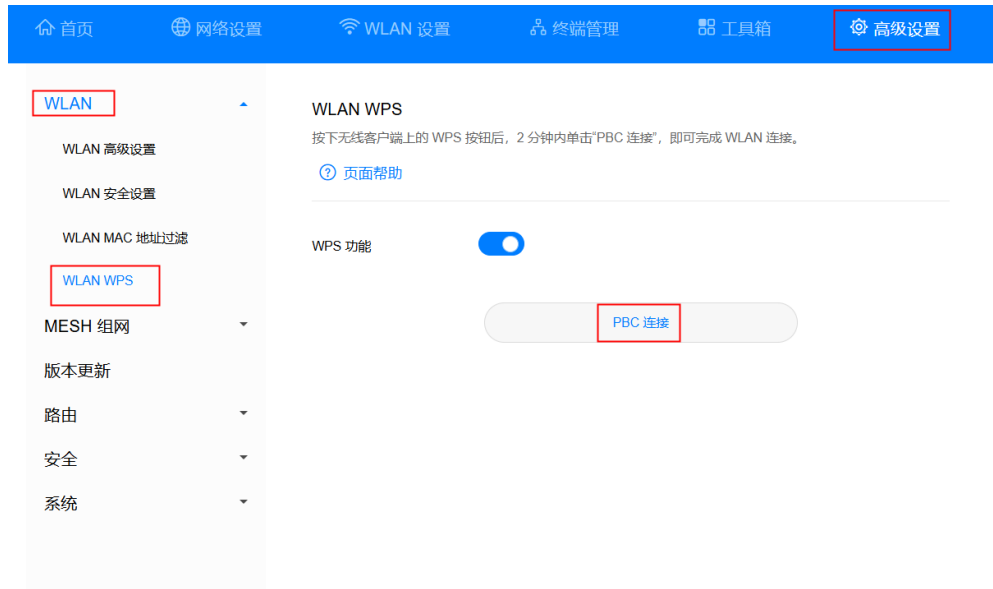 首页 网络设置 WLAN 设置 终端管理 工具箱 高级设置
WLAN
WLAN 高级设置
WLAN 安全设置
WLAN MAC 地址过滤
WLAN WPS
MESH 组网
版本更新
路由
安全
系统
WLAN WPS
按下无线客户端上的 WPS 按钮后，2 分钟内单击“PBC 连接”，即可完成 WLAN 连接。
? 页面帮助
WPS 功能
PBC 连接